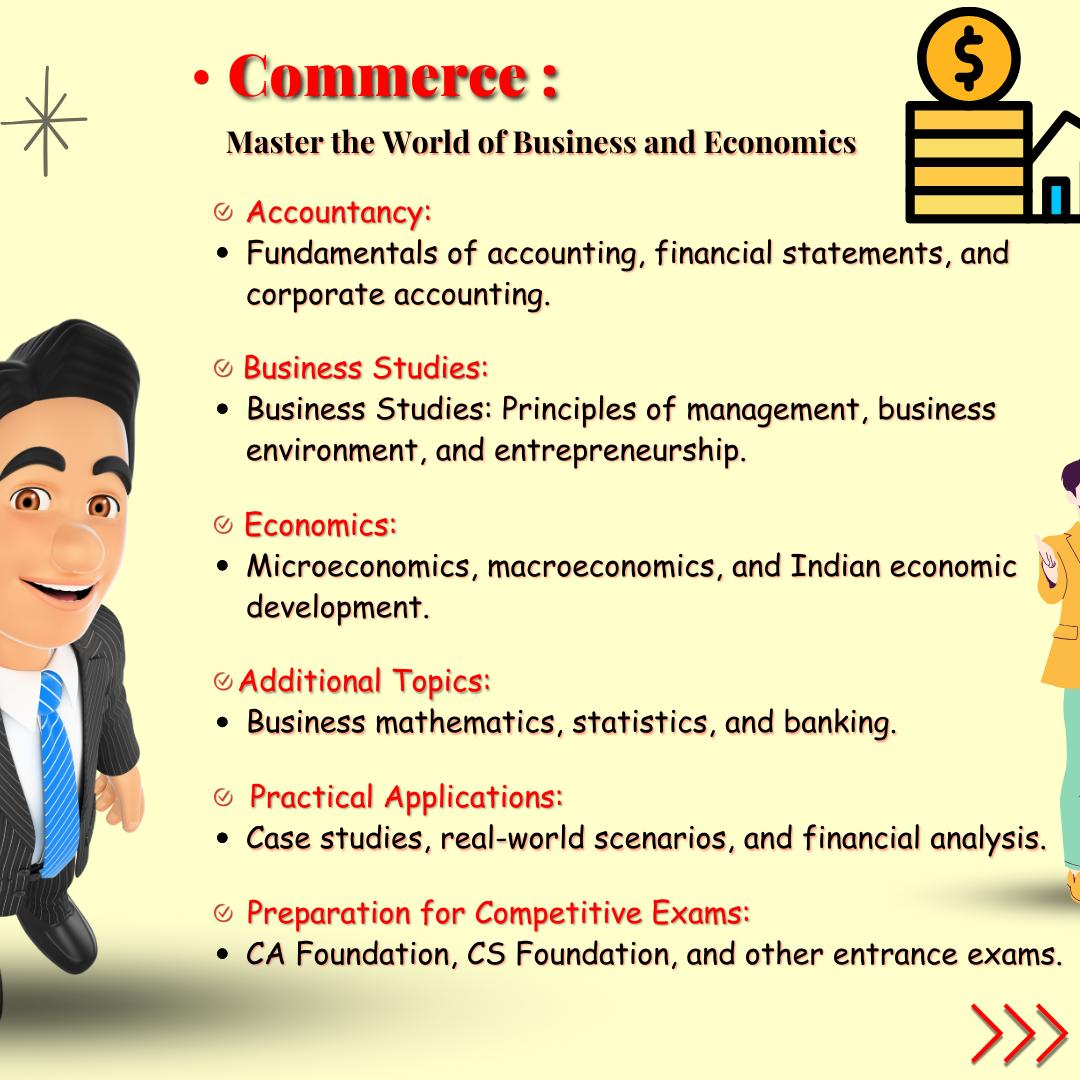 • Commerce :
Master the World of Business and Economics
Accountancy:
• Fundamentals of accounting, financial statements, and
corporate accounting.
Business Studies:
• Business Studies: Principles of management, business
environment, and entrepreneurship.
Economics:
• Microeconomics, macroeconomics, and Indian economic
development.
Additional Topics:
• Business mathematics, statistics, and banking.
Practical Applications:
• Case studies, real-world scenarios, and financial analysis.
Preparation for Competitive Exams:
• CA Foundation, CS Foundation, and other entrance exams.